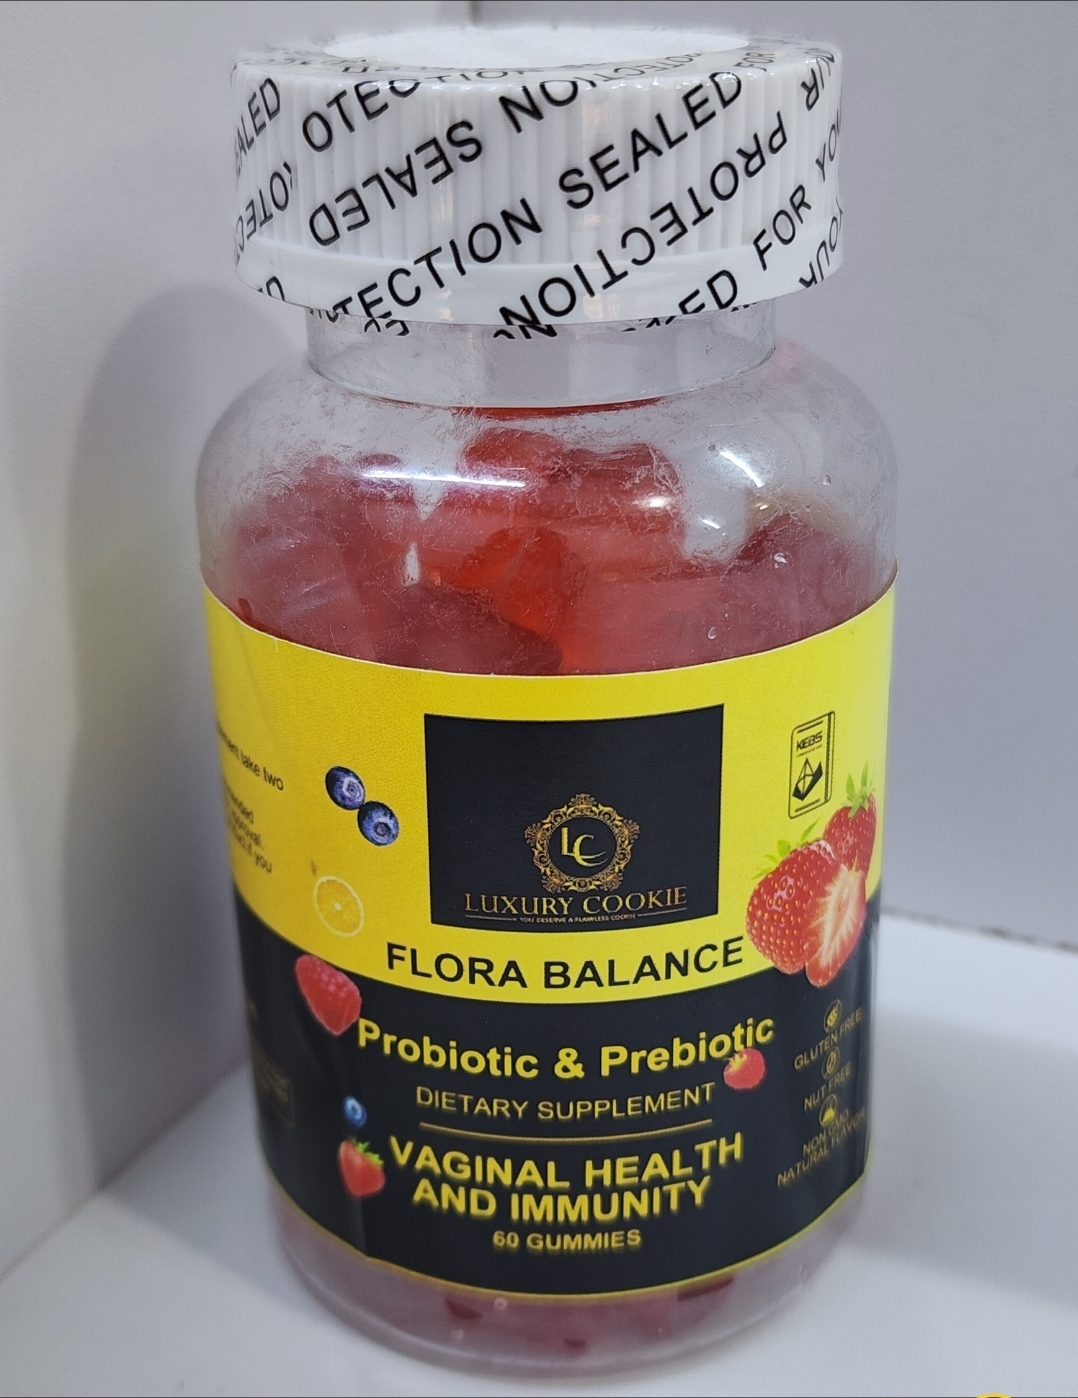 SEALED
PROTECTION SEALED
PROTECTION
FOR YOUR
take two
you
KEBS
LC
LUXURY COOKIE
YOU DESERVE A FLAWLESS COOKIE
FLORA BALANCE
Probiotic & Prebiotic
DIETARY SUPPLEMENT
VAGINAL HEALTH
AND IMMUNITY
60 GUMMIES
GLUTEN FREE
NUT FREE
NON GMO
NATURAL FLAVOR